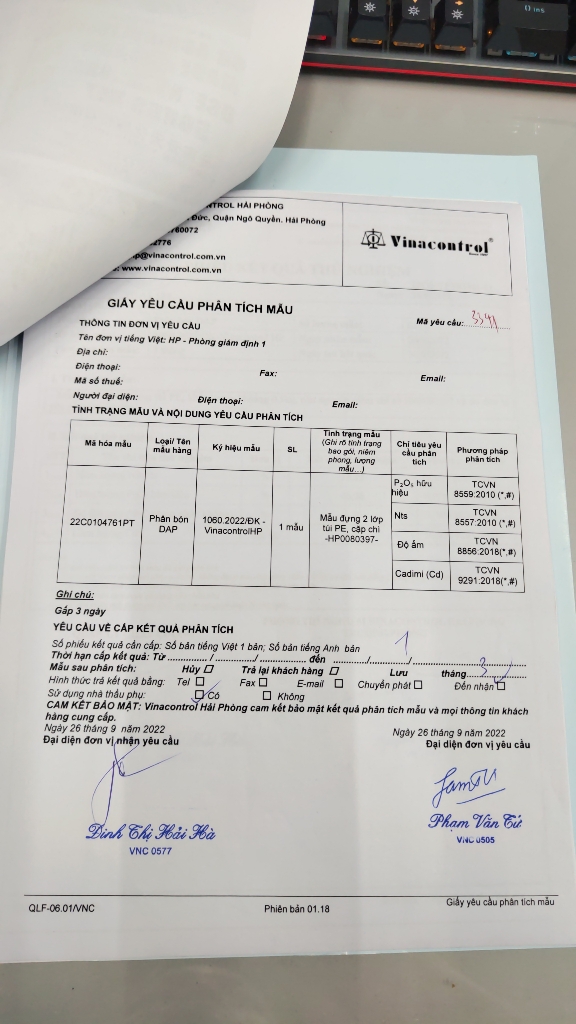 NTROL HẢI PHÒNG
Đức, Quận Ngô Quyền. Hải Phòng
760072
2776
p@vinacontrol.com.vn
: www.vinacontrol.com.vn
Vinacontrol®
GIẤY YÊU CẦU PHÂN TÍCH MẪU
Mã yêu cầu: 3391
THÔNG TIN ĐƠN VỊ YÊU CẦU
Tên đơn vị tiếng Việt: HP - Phòng giám định 1
Địa chỉ:
Điện thoại: Fax: Email:
Mã số thuế:
Người đại diện: Điện thoại: Email:
TÌNH TRẠNG MẪU VÀ NỘI DUNG YÊU CẦU PHÂN TÍCH
Mã hóa mẫu
Loại/ Tên mẫu hàng
Ký hiệu mẫu
SL
Tình trạng mẫu
(Ghi rõ tình trạng bao gói, niêm phong, lượng mẫu...)
Chỉ tiêu yêu cầu phân tích
Phương pháp phân tích
22C0104761PT
Phân bón DAP
1060.2022/ĐK - VinacontrolHP
1 mẫu
Mẫu đựng 2 lớp túi PE, cặp chì -HP0080397-
P₂O₅ hữu hiệu
TCVN 8559:2010 (*,#)
Nts
TCVN 8557:2010 (*,#)
Độ ẩm
TCVN 8856:2018(*,#)
Cadimi (Cd)
TCVN 9291:2018(*,#)
Ghi chú:
Gấp 3 ngày
YÊU CẦU VỀ CẤP KẾT QUẢ PHÂN TÍCH
Số phiếu kết quả cần cấp: Số bản tiếng Việt 1 bản; Số bản tiếng Anh bản 1
Thời hạn cấp kết quả: Từ ............/............/............ đến ............/............/............
Mẫu sau phân tích: Hủy □ Trả lại khách hàng □ Lưu tháng...3...
Hình thức trả kết quả bằng: Tel □ Fax □ E-mail □ Chuyển phát □ Đến nhận □
Sử dụng nhà thầu phụ: □ Có □ Không
CAM KẾT BẢO MẬT: Vinacontrol Hải Phòng cam kết bảo mật kết quả phân tích mẫu và mọi thông tin khách
hàng cung cấp.
Ngày 26 tháng 9 năm 2022
Đại diện đơn vị nhận yêu cầu
Ngày 26 tháng 9 năm 2022
Đại diện đơn vị yêu cầu
Đinh Thị Hải Hà
VNC 0577
Phạm Văn Tứ
VNC 0505
QLF-06.01/VNC Phiên bản 01.18 Giấy yêu cầu phân tích mẫu